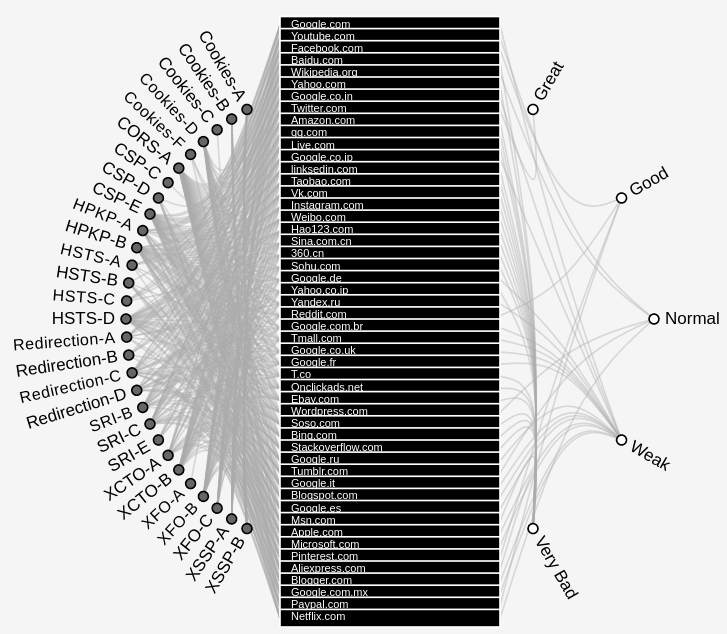 Cookies-A
Cookies-B
Cookies-C
Cookies-D
Cookies-F
CORS-A
CSP-C
CSP-D
CSP-E
HPKP-A
HPKP-B
HSTS-A
HSTS-B
HSTS-C
HSTS-D
Redirection-A
Redirection-B
Redirection-C
Redirection-D
SRI-B
SRI-C
SRI-E
XCTO-A
XCTO-B
XFO-A
XFO-B
XFO-C
XSSP-A
XSSP-B
Google.com
Youtube.com
Facebook.com
Baidu.com
Wikipedia.org
Yahoo.com
Google.co.in
Twitter.com
Amazon.com
qq.com
Live.com
Google.co.jp
linksedin.com
Taobao.com
Vk.com
Instagram.com
Weibo.com
Hao123.com
Sina.com.cn
360.cn
Sohu.com
Google.de
Yahoo.co.jp
Yandex.ru
Reddit.com
Google.com.br
Tmall.com
Google.co.uk
Google.fr
T.co
Onclickads.net
Ebay.com
Wordpress.com
Soso.com
Bing.com
Stackoverflow.com
Google.ru
Tumblr.com
Google.it
Blogspot.com
Google.es
Msn.com
Apple.com
Microsoft.com
Pinterest.com
Aliexpress.com
Blogger.com
Google.com.mx
Paypal.com
Netflix.com
Great
Good
Normal
Weak
Very Bad